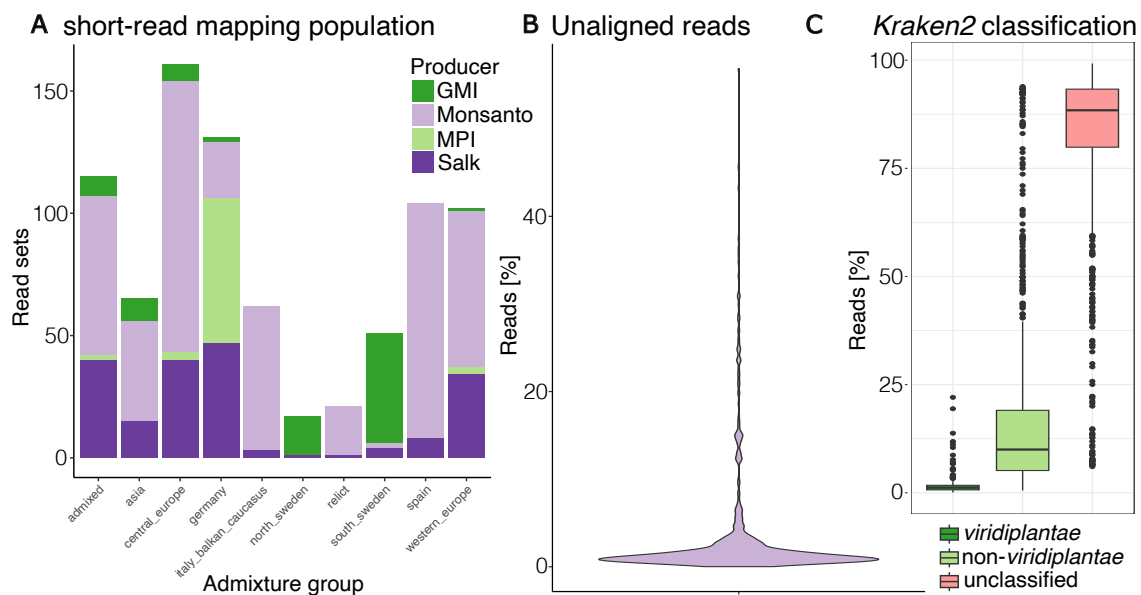 A short-read mapping population
Producer
GMI
Monsanto
MPI
Salk
150
100
50
0
Read sets
admixed
asia
central_europe
germany
italy_balkan_caucasus
north_sweden
relict
south_sweden
spain
western_europe
Admixture group
B Unaligned reads
Reads [%]
40
20
0
C Kraken2 classification
Reads [%]
100
75
50
25
0
viridiplantae
non-viridiplantae
unclassified